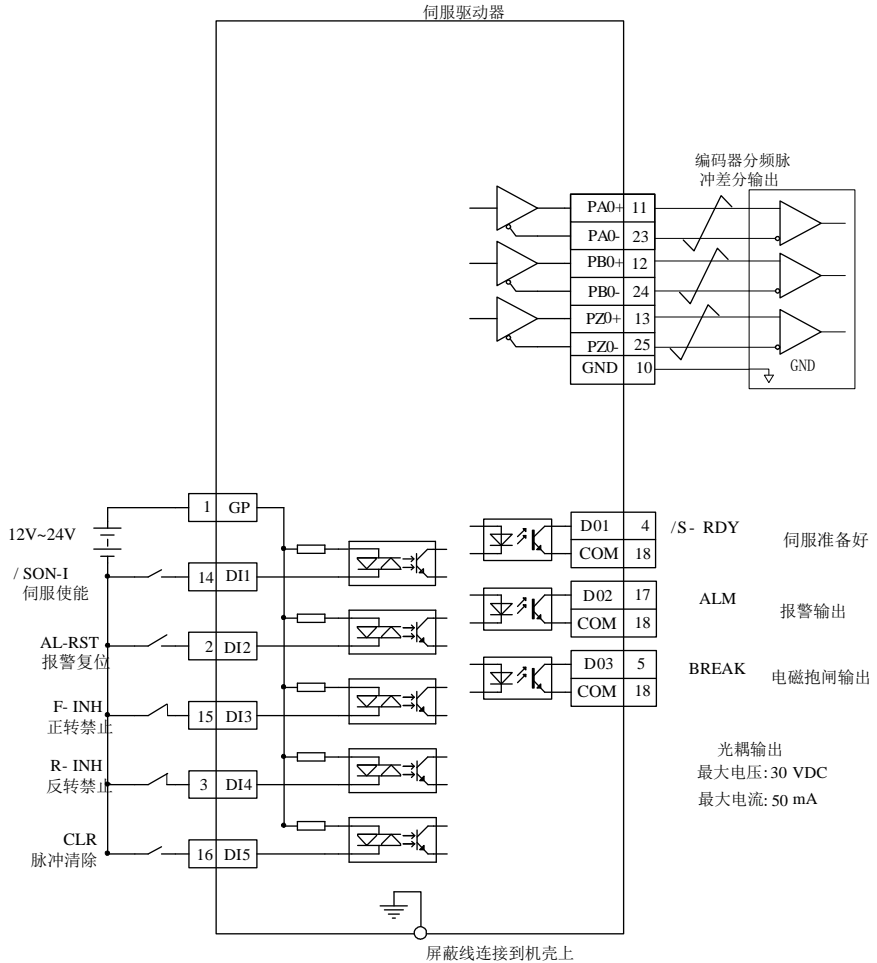 伺服驱动器
编码器分频脉
冲差分输出
PA0+ 11
PA0- 23
PB0+ 12
PB0- 24
PZ0+ 13
PZ0- 25
GND 10
GND
1 GP
12V~24V
/ SON-I
伺服使能
14 DI1
AL-RST
报警复位
2 DI2
F- INH
正转禁止
15 DI3
R- INH
反转禁止
3 DI4
CLR
脉冲清除
16 DI5
D01 4 /S- RDY
COM 18
伺服准备好
D02 17 ALM
COM 18
报警输出
D03 5 BREAK
COM 18
电磁抱闸输出
光耦输出
最大电压: 30 VDC
最大电流: 50 mA
屏蔽线连接到机壳上